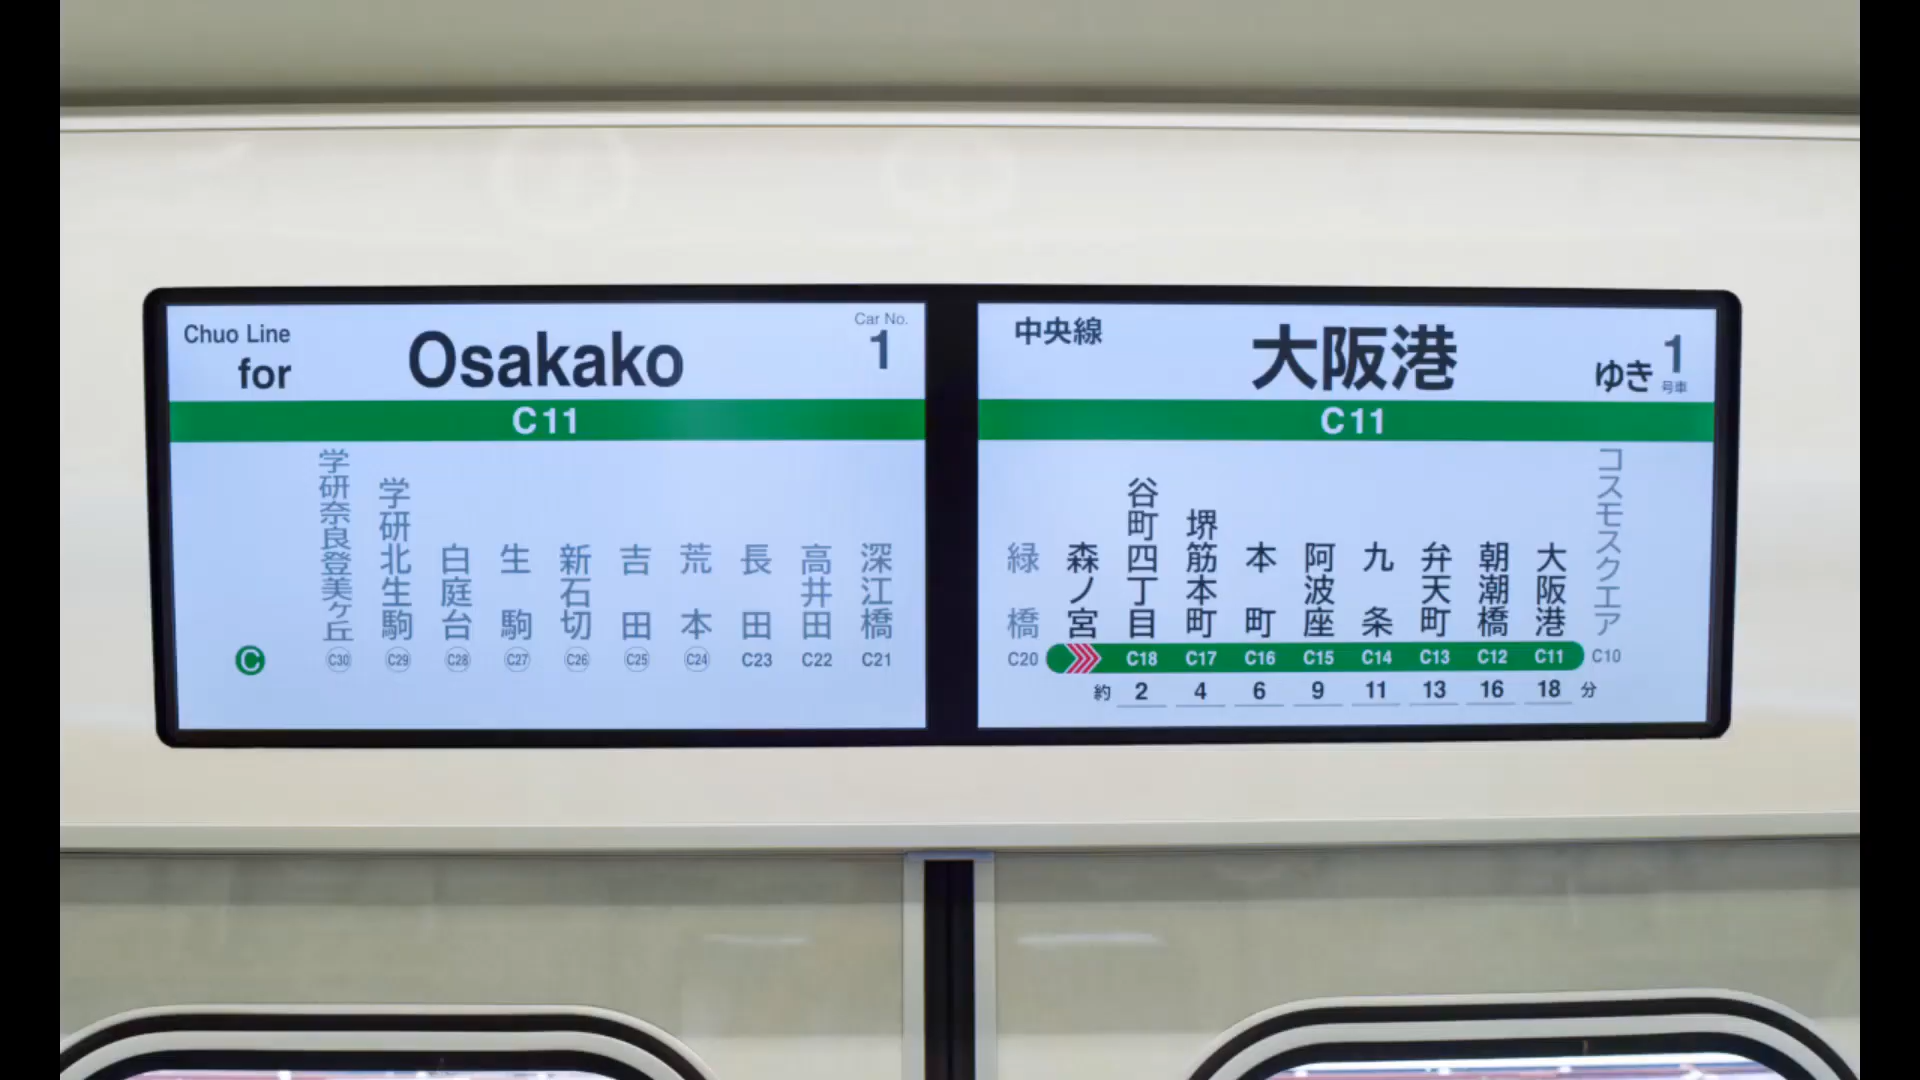 Chuo Line
for
Osakako
Car No.
1
C11
学研奈良登美ヶ丘
学研北生駒
白庭台
生駒
新石切
吉田
荒本
長田
高井田
深江橋
C
C30
C29
C28
C27
C26
C25
C24
C23
C22
C21
中央線
大阪港
ゆき
1
号車
C11
緑橋
森ノ宮
谷町四丁目
堺筋本町
本町
阿波座
九条
弁天町
朝潮橋
大阪港
コスモスクエア
C20
C18
C17
C16
C15
C14
C13
C12
C11
C10
約 2 4 6 9 11 13 16 18 分